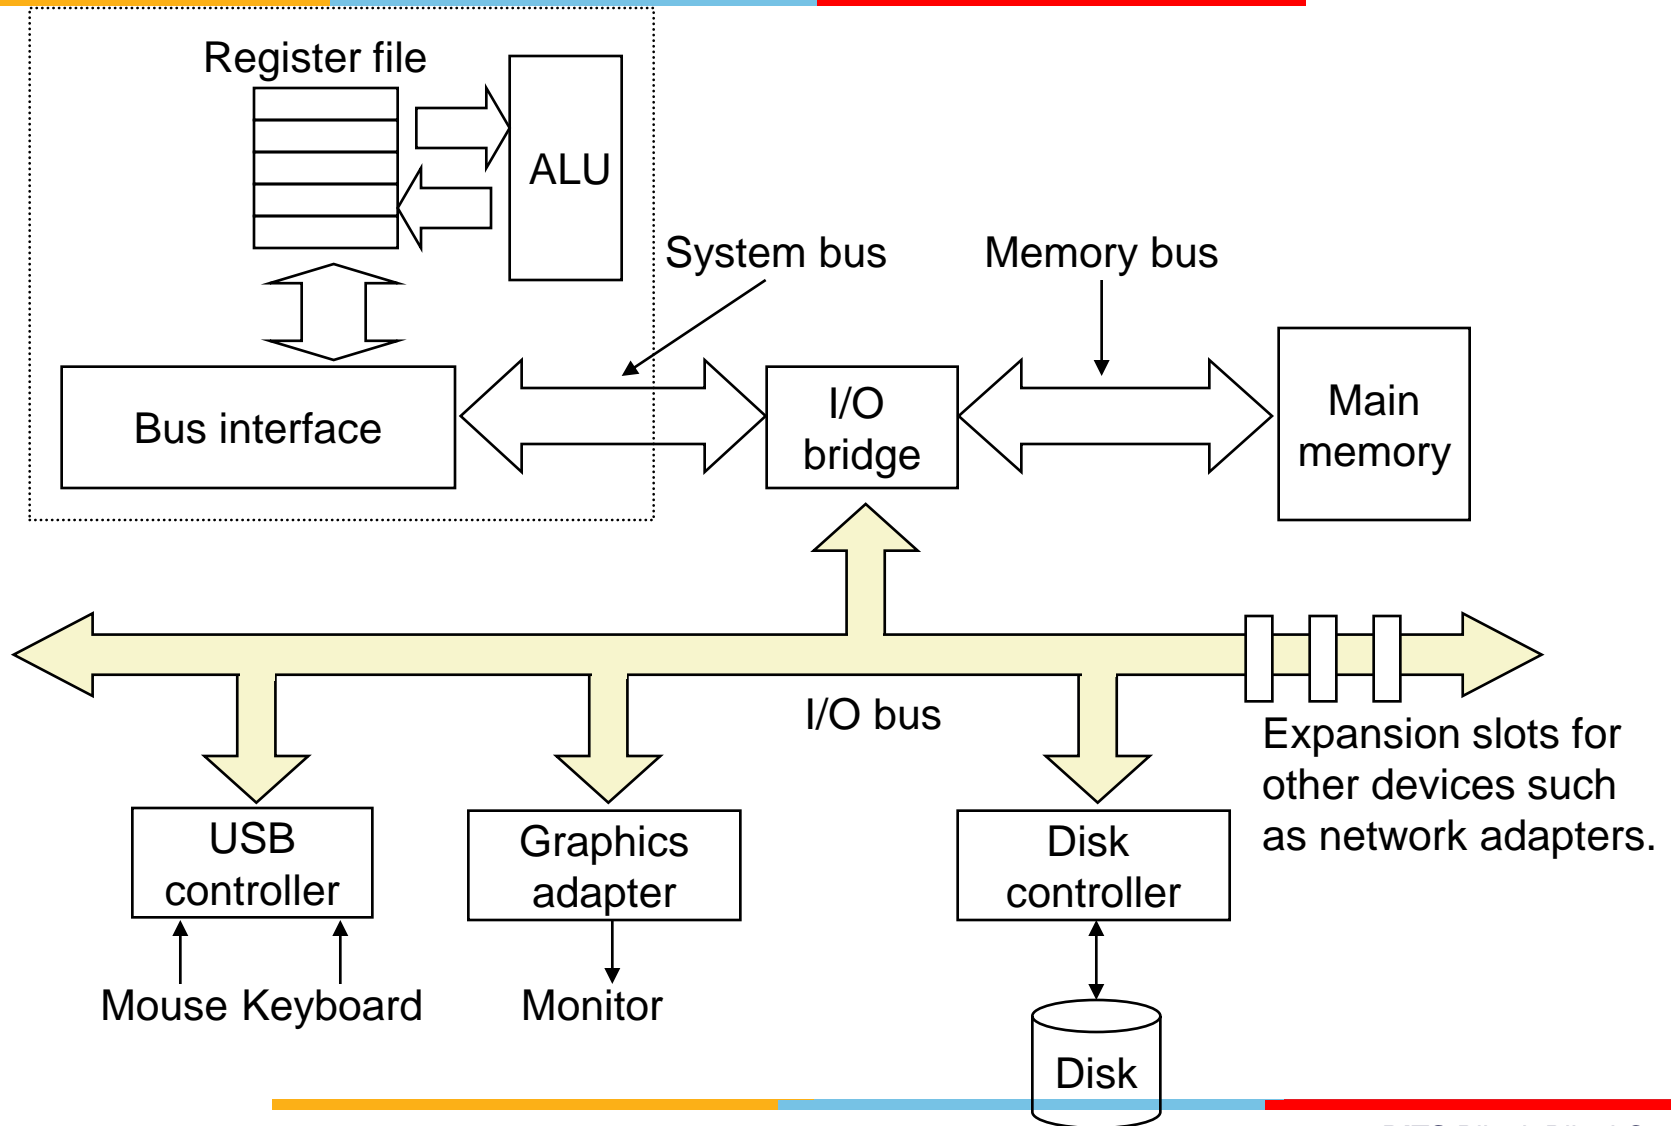 Register file
ALU
System bus
Memory bus
Bus interface
I/O
bridge
Main
memory
I/O bus
Expansion slots for
other devices such
as network adapters.
USB
controller
Graphics
adapter
Disk
controller
Mouse
Keyboard
Monitor
Disk